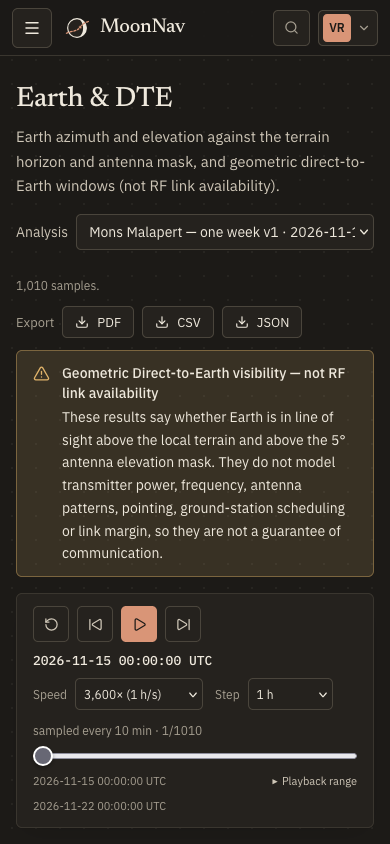 MoonNav
VR
Earth & DTE
Earth azimuth and elevation against the terrain
horizon and antenna mask, and geometric direct-to-
Earth windows (not RF link availability).
Analysis
Mons Malapert — one week v1 · 2026-11-1
1,010 samples.
Export
PDF
CSV
JSON
Geometric Direct-to-Earth visibility — not RF
link availability
These results say whether Earth is in line of
sight above the local terrain and above the 5°
antenna elevation mask. They do not model
transmitter power, frequency, antenna
patterns, pointing, ground-station scheduling
or link margin, so they are not a guarantee of
communication.
2026-11-15 00:00:00 UTC
Speed
3,600× (1 h/s)
Step
1 h
sampled every 10 min · 1/1010
2026-11-15 00:00:00 UTC
▸ Playback range
2026-11-22 00:00:00 UTC